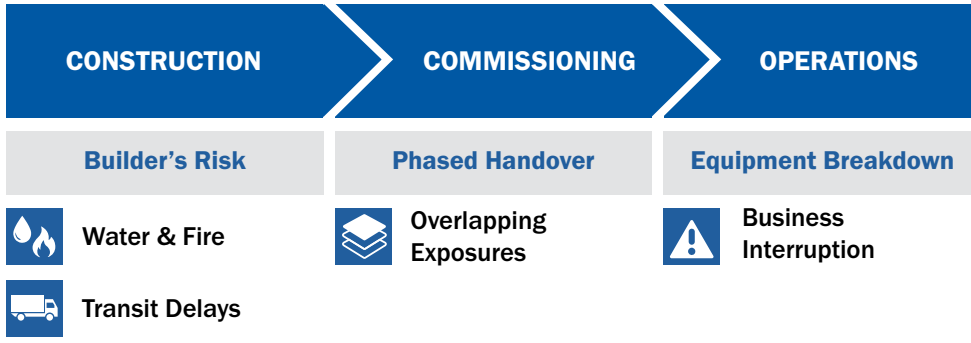 CONSTRUCTION
COMMISSIONING
OPERATIONS
Builder's Risk
Phased Handover
Equipment Breakdown
Water & Fire
Overlapping
Exposures
Business
Interruption
Transit Delays